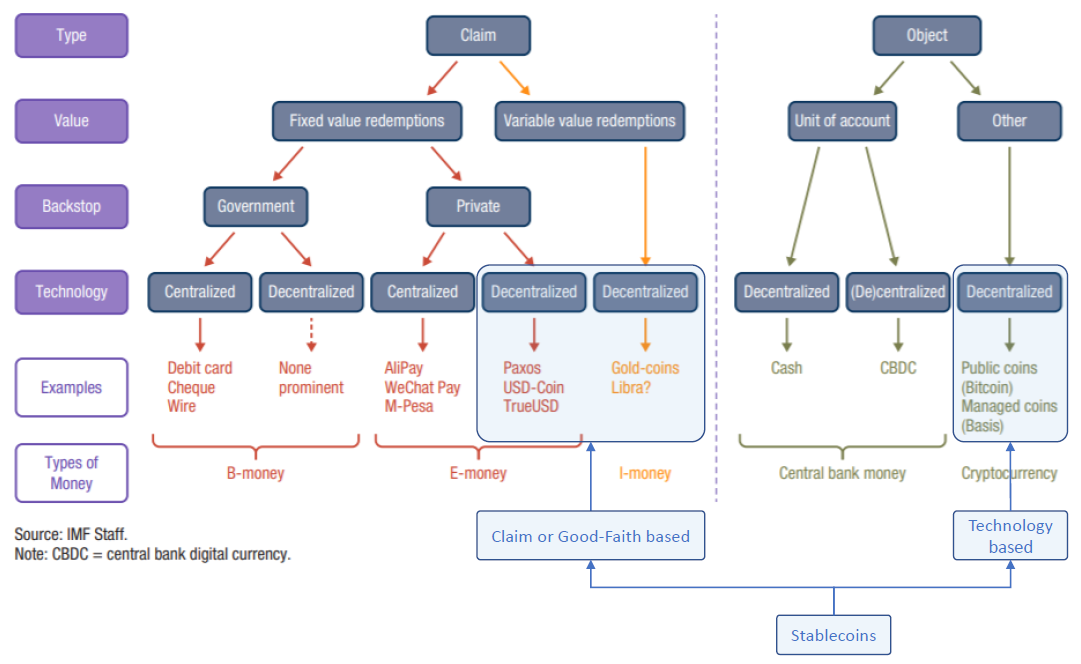 Type
Claim
Object
Value
Fixed value redemptions
Variable value redemptions
Unit of account
Other
Backstop
Government
Private
Technology
Centralized
Decentralized
Centralized
Decentralized
Decentralized
Decentralized
(De)centralized
Decentralized
Examples
Debit card
Cheque
Wire
None
prominent
AliPay
WeChat Pay
M-Pesa
Paxos
USD-Coin
TrueUSD
Gold-coins
Libra?
Cash
CBDC
Public coins
(Bitcoin)
Managed coins
(Basis)
Types of
Money
B-money
E-money
I-money
Central bank money
Cryptocurrency
Source: IMF Staff.
Note: CBDC = central bank digital currency.
Claim or Good-Faith based
Technology
based
Stablecoins